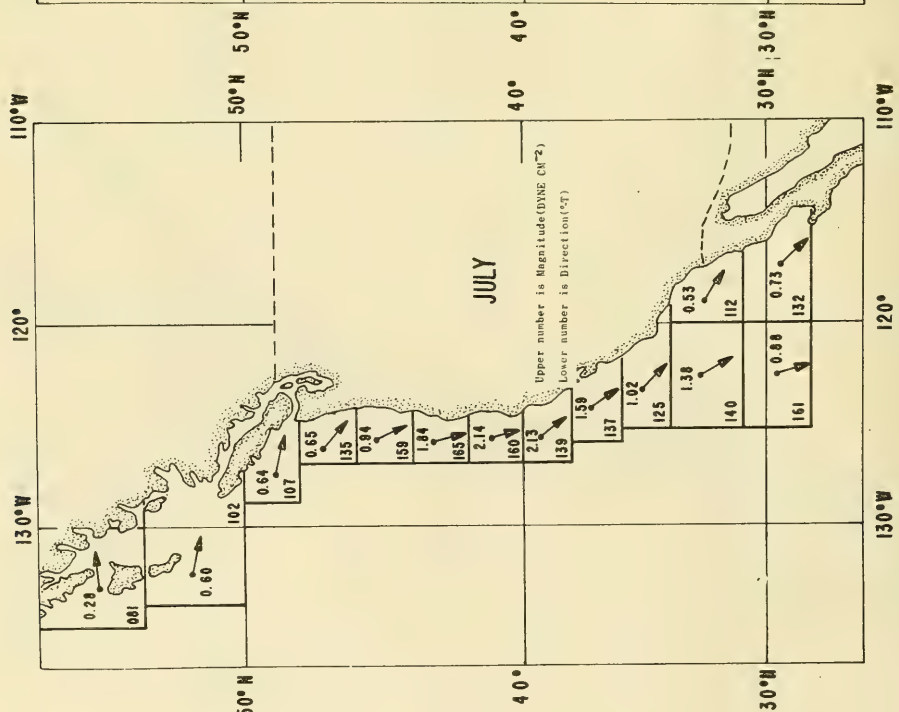 50°N
40°
30°N
110°W
50°N
40°
30°N
110°W
JULY
Upper number is Magnitude(DYNE CM⁻²)
Lower number is Direction(°T)
120°
120°
130°W
130°W
50°N
40°
30°N
0.28
081
0.60
102
0.64
107
0.65
135
0.94
159
1.84
165
2.14
160
2.13
139
1.59
137
1.02
125
1.38
140
0.53
112
0.88
161
0.73
132